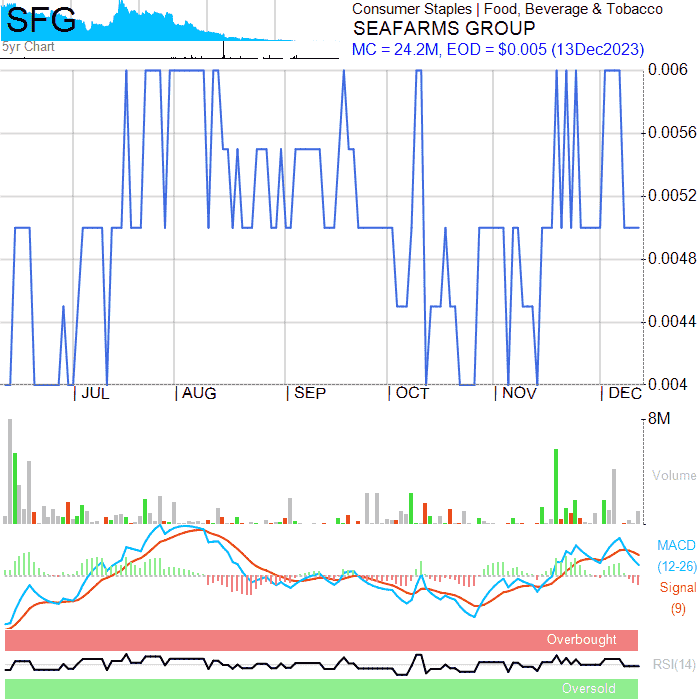 SFG
5yr Chart
Consumer Staples | Food, Beverage & Tobacco
SEAFARMS GROUP
MC = 24.2M, EOD = $0.005 (13Dec2023)
0.006
0.0056
0.0052
0.0048
0.0044
0.004
JUL
AUG
SEP
OCT
NOV
DEC
8M
Volume
MACD
(12-26)
Signal
(9)
Overbought
RSI(14)
Oversold